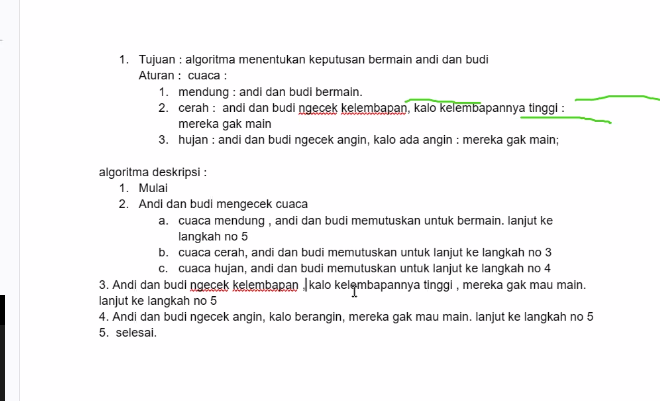 1. Tujuan : algoritma menentukan keputusan bermain andi dan budi
Aturan : cuaca :
1. mendung : andi dan budi bermain.
2. cerah : andi dan budi ngecek kelembapan, kalo kelembapannya tinggi :
mereka gak main
3. hujan : andi dan budi ngecek angin, kalo ada angin : mereka gak main;
algoritma deskripsi :
1. Mulai
2. Andi dan budi mengecek cuaca
a. cuaca mendung , andi dan budi memutuskan untuk bermain. lanjut ke
langkah no 5
b. cuaca cerah, andi dan budi memutuskan untuk lanjut ke langkah no 3
c. cuaca hujan, andi dan budi memutuskan untuk lanjut ke langkah no 4
3. Andi dan budi ngecek kelembapan , kalo kelembapannya tinggi , mereka gak mau main.
lanjut ke langkah no 5
4. Andi dan budi ngecek angin, kalo berangin, mereka gak mau main. lanjut ke langkah no 5
5. selesai.